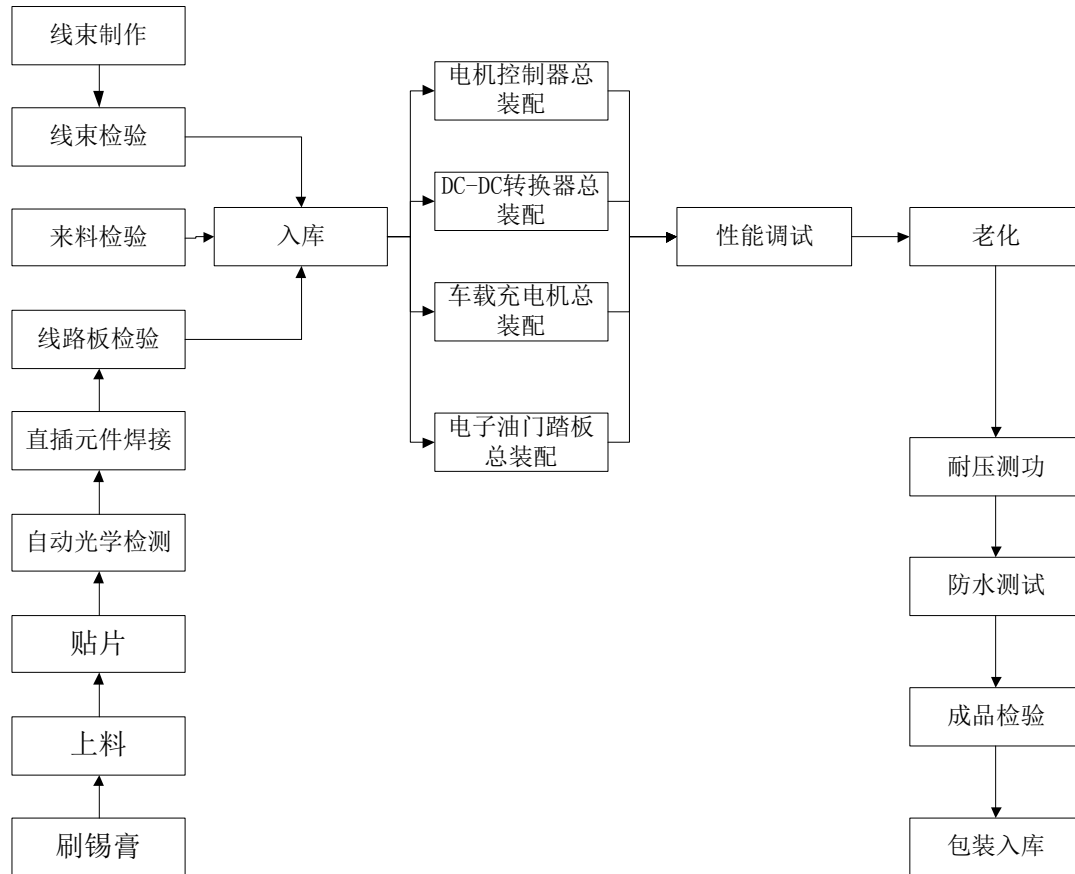 线束制作
线束检验
来料检验
线路板检验
直插元件焊接
自动光学检测
贴片
上料
刷锡膏
入库
电机控制器总
装配
DC-DC转换器总
装配
车载充电机总
装配
电子油门踏板
总装配
性能调试
老化
耐压测功
防水测试
成品检验
包装入库